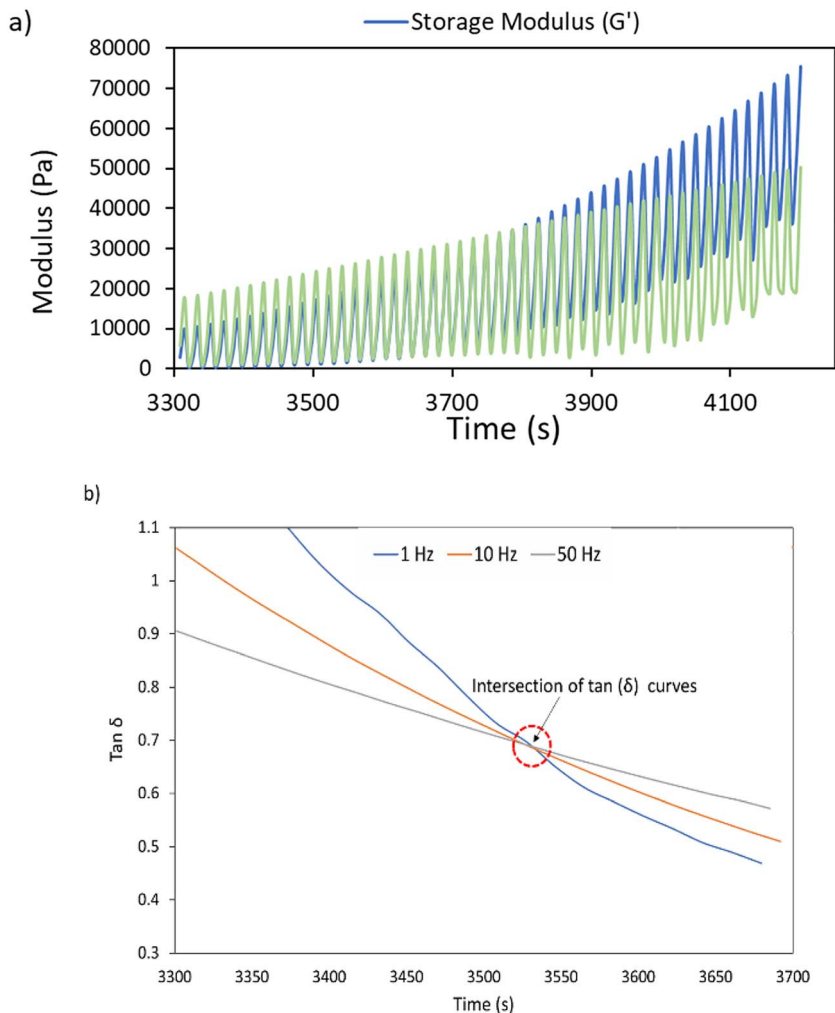 a)
Storage Modulus (G')
80000
70000
60000
50000
40000
30000
20000
10000
0
Modulus (Pa)
3300 3500 3700 3900 4100
Time (s)
b)
1.1
1
0.9
0.8
0.7
0.6
0.5
0.4
0.3
Tan δ
1 Hz 10 Hz 50 Hz
Intersection of tan (δ) curves
3300 3350 3400 3450 3500 3550 3600 3650 3700
Time (s)